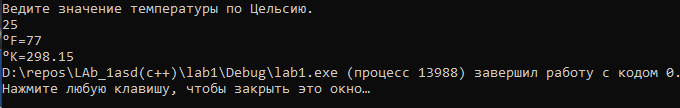 Ведите значение температуры по Цельсию.
25
°F=77
°K=298.15
D:\repos\LAb_1asd(c++)\lab1\Debug\lab1.exe (процесс 13988) завершил работу с кодом 0.
Нажмите любую клавишу, чтобы закрыть это окно…